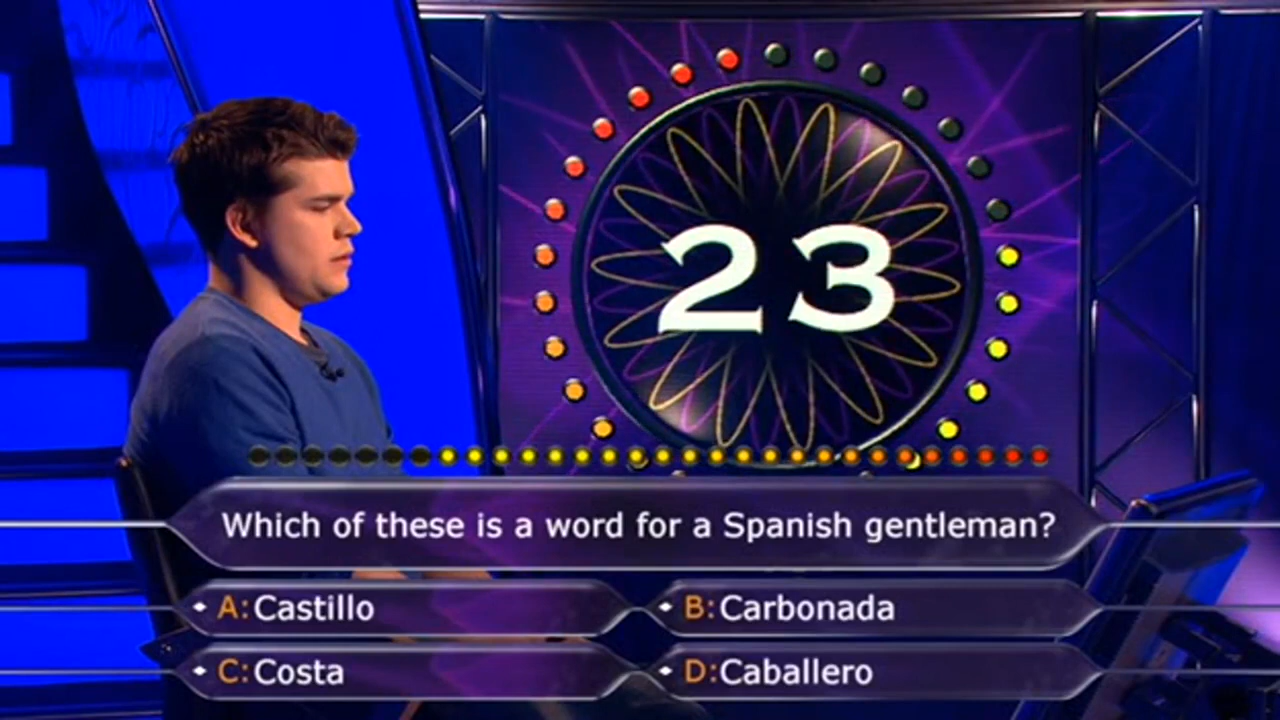 23
Which of these is a word for a Spanish gentleman?
A: Castillo
B: Carbonada
C: Costa
D: Caballero